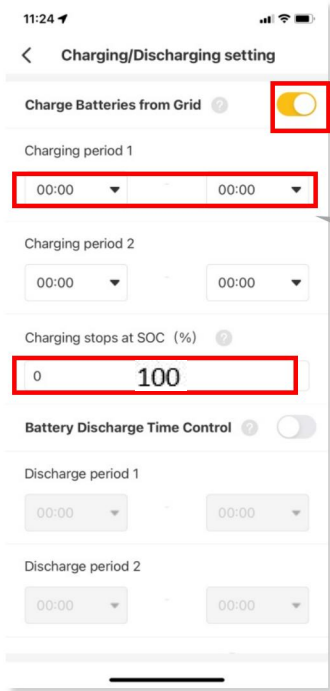 11:24
Charging/Discharging setting
Charge Batteries from Grid ?
Charging period 1
00:00 - 00:00
Charging period 2
00:00 - 00:00
Charging stops at SOC (%) ?
0 100
Battery Discharge Time Control ?
Discharge period 1
00:00 - 00:00
Discharge period 2
00:00 - 00:00